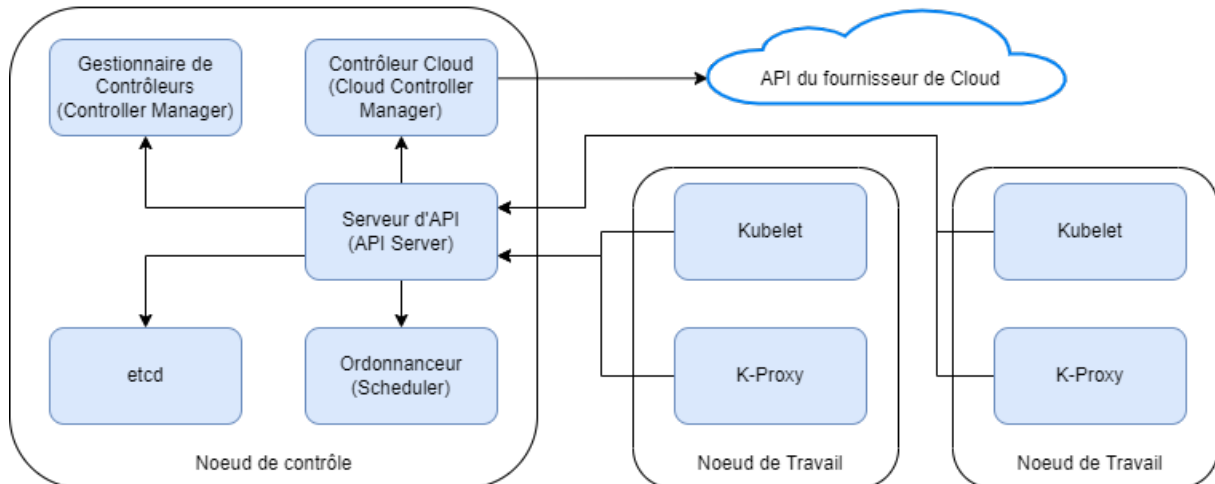 Gestionnaire de
Contrôleurs
(Controller Manager)
Contrôleur Cloud
(Cloud Controller
Manager)
API du fournisseur de Cloud
Serveur d'API
(API Server)
Kubelet
Kubelet
etcd
Ordonnanceur
(Scheduler)
K-Proxy
K-Proxy
Noeud de contrôle
Noeud de Travail
Noeud de Travail